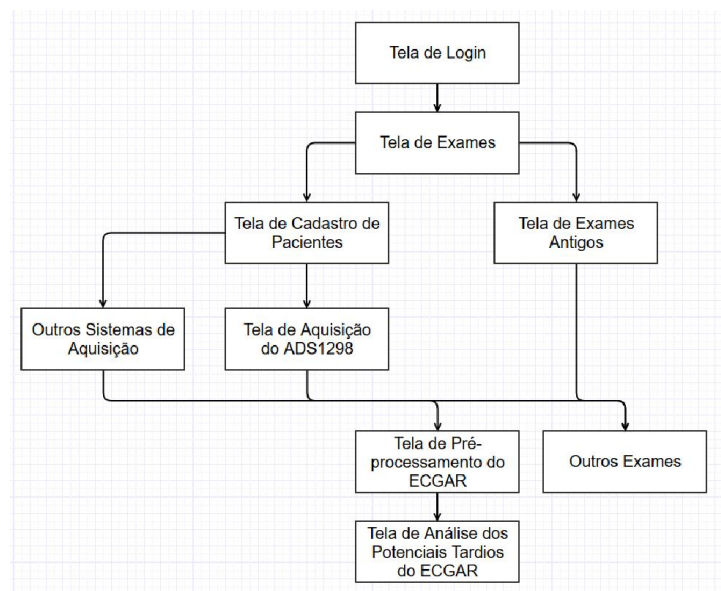 Tela de Login
Tela de Exames
Tela de Cadastro de
Pacientes
Tela de Exames
Antigos
Outros Sistemas de
Aquisição
Tela de Aquisição
do ADS1298
Tela de Pré-
processamento do
ECGAR
Outros Exames
Tela de Análise dos
Potenciais Tardios
do ECGAR